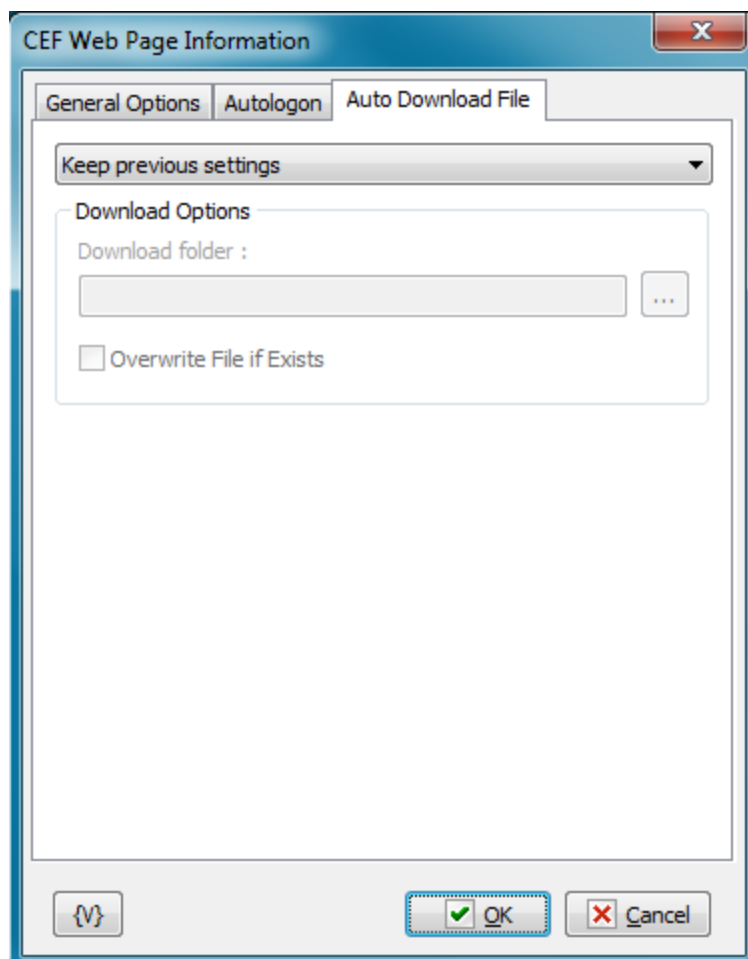 CEF Web Page Information
General Options Autologon Auto Download File
Keep previous settings
Download Options
Download folder :
...
Overwrite File if Exists
{V} OK Cancel